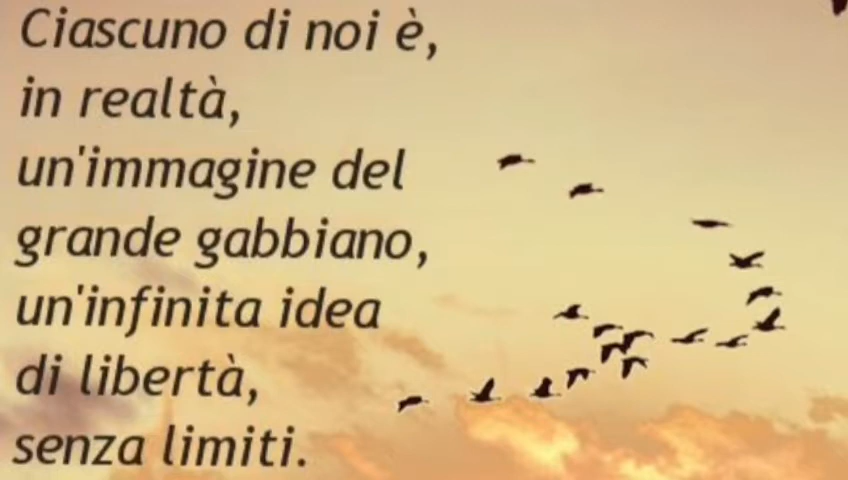 Ciascuno di noi è,
in realtà,
un'immagine del
grande gabbiano,
un'infinita idea
di libertà,
senza limiti.